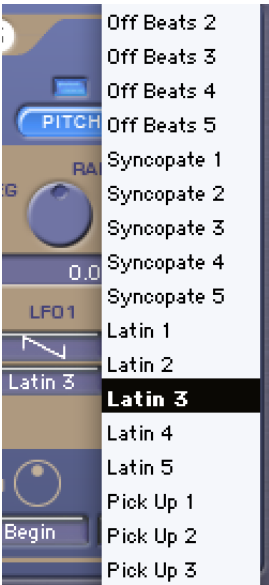 Off Beats 2
Off Beats 3
Off Beats 4
PITCH
Off Beats 5
Syncopate 1
Syncopate 2
Syncopate 3
Syncopate 4
0.0
Syncopate 5
LFO1
Latin 1
Latin 2
Latin 3
Latin 3
Latin 4
Latin 5
Pick Up 1
Begin
Pick Up 2
Pick Up 3